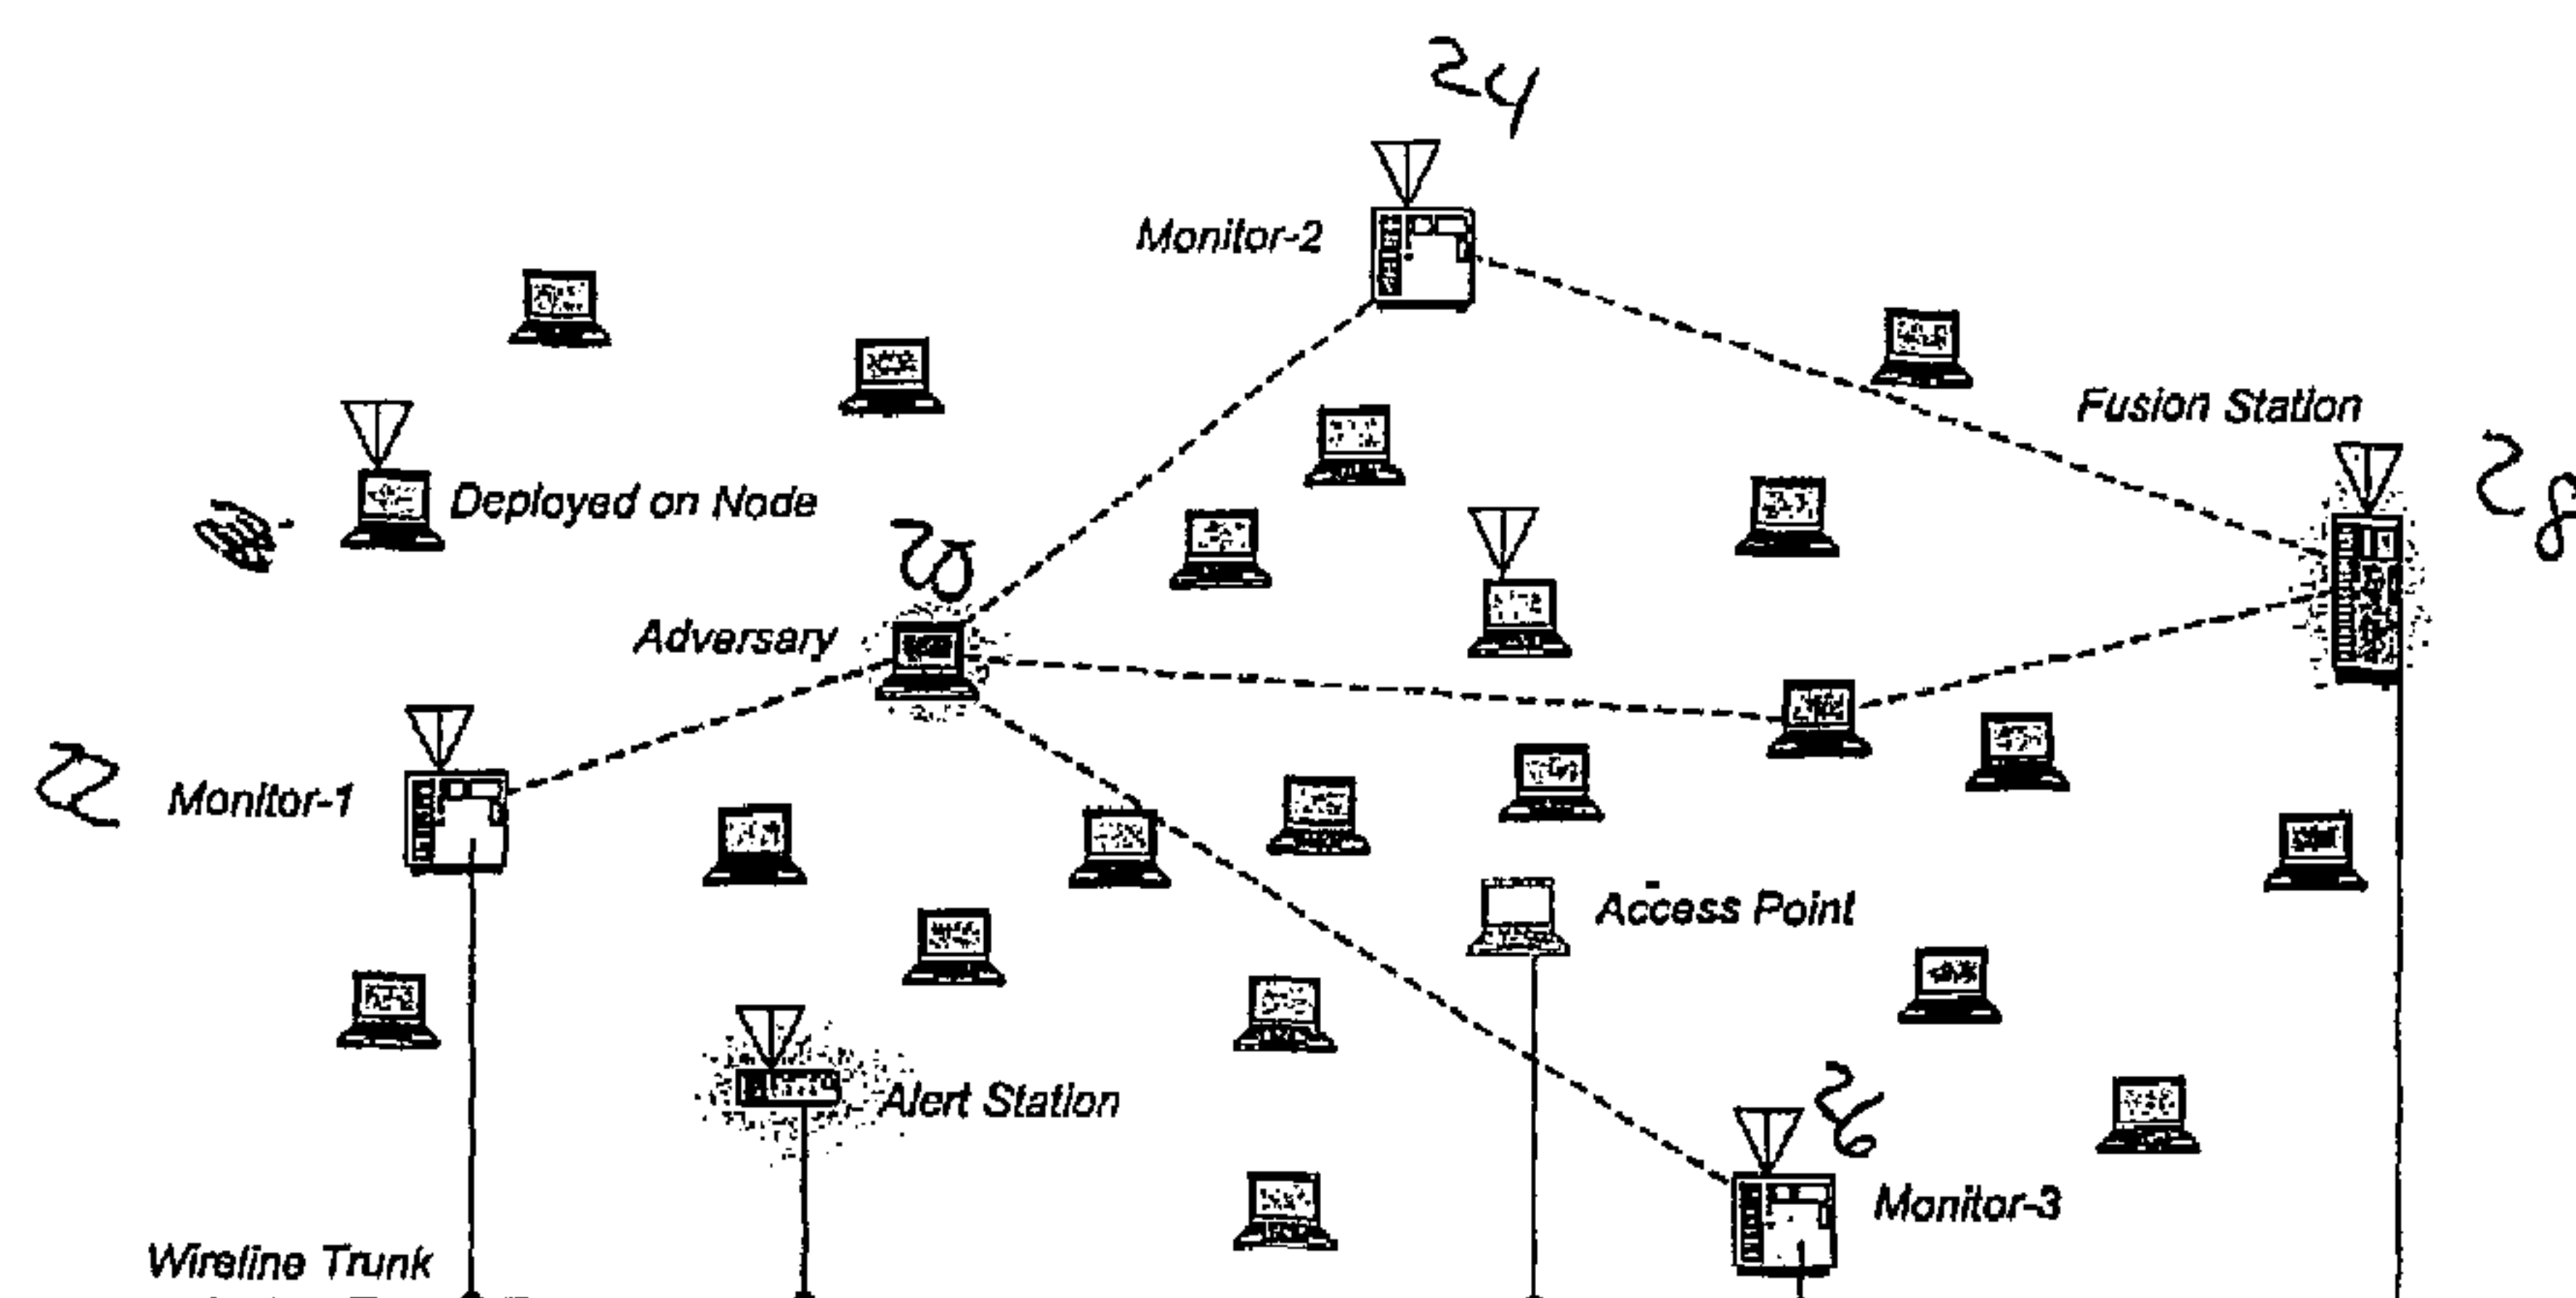 24
Monitor-2
Fusion Station
28
Deployed on Node
20
Adversary
22
Monitor-1
Access Point
26
Alert Station
Monitor-3
Wireline Trunk